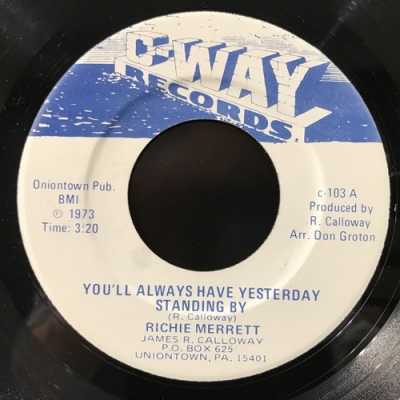 C-WAY
RECORDS
Oniontown Pub.
BMI
℗ 1973
Time: 3:20
c-103 A
Produced by
R. Calloway
Arr. Don Groton
YOU'LL ALWAYS HAVE YESTERDAY
STANDING BY
(R. Calloway)
RICHIE MERRETT
JAMES R. CALLOWAY
P.O. BOX 625
UNIONTOWN, PA. 15401